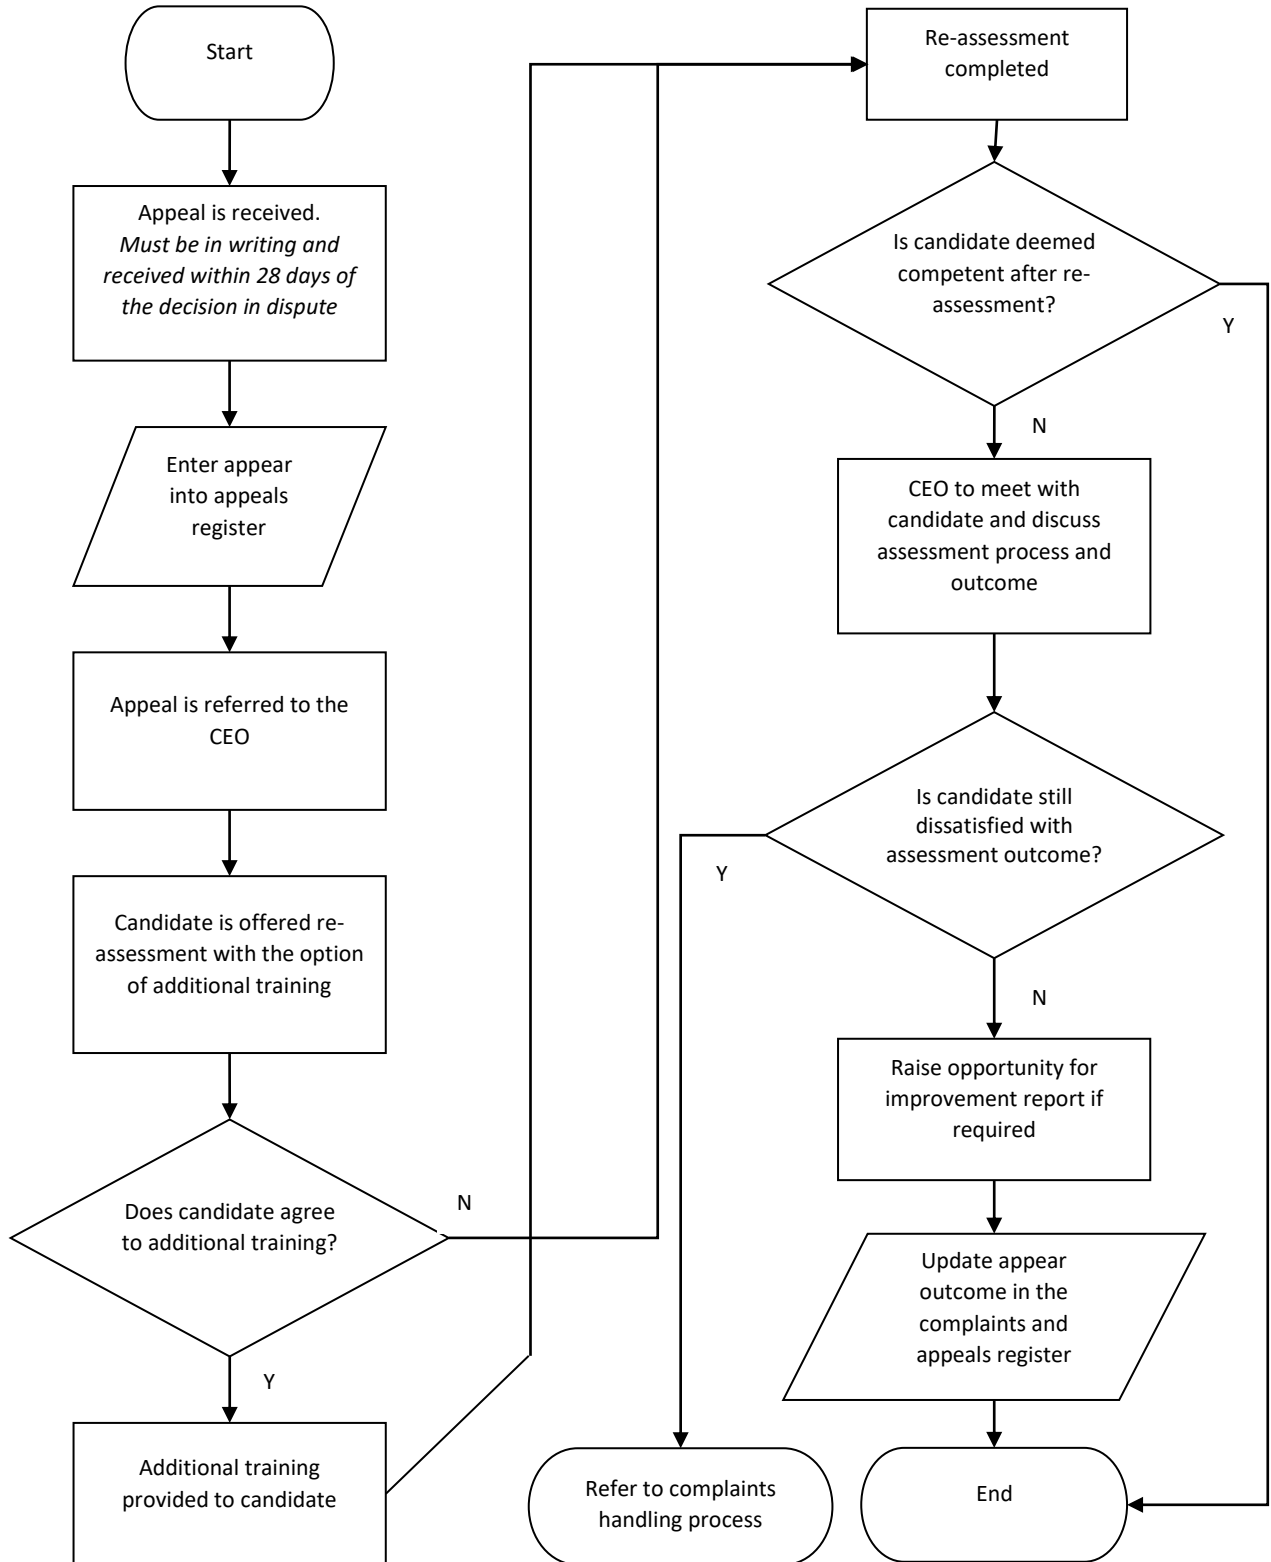 Start
Appeal is received.
Must be in writing and
received within 28 days of
the decision in dispute
Enter appear
into appeals
register
Appeal is referred to the
CEO
Candidate is offered re-
assessment with the option
of additional training
Does candidate agree
to additional training?
N
Y
Additional training
provided to candidate
Re-assessment
completed
Is candidate deemed
competent after re-
assessment?
Y
N
CEO to meet with
candidate and discuss
assessment process and
outcome
Is candidate still
dissatisfied with
assessment outcome?
Y
N
Raise opportunity for
improvement report if
required
Update appear
outcome in the
complaints and
appeals register
Refer to complaints
handling process
End